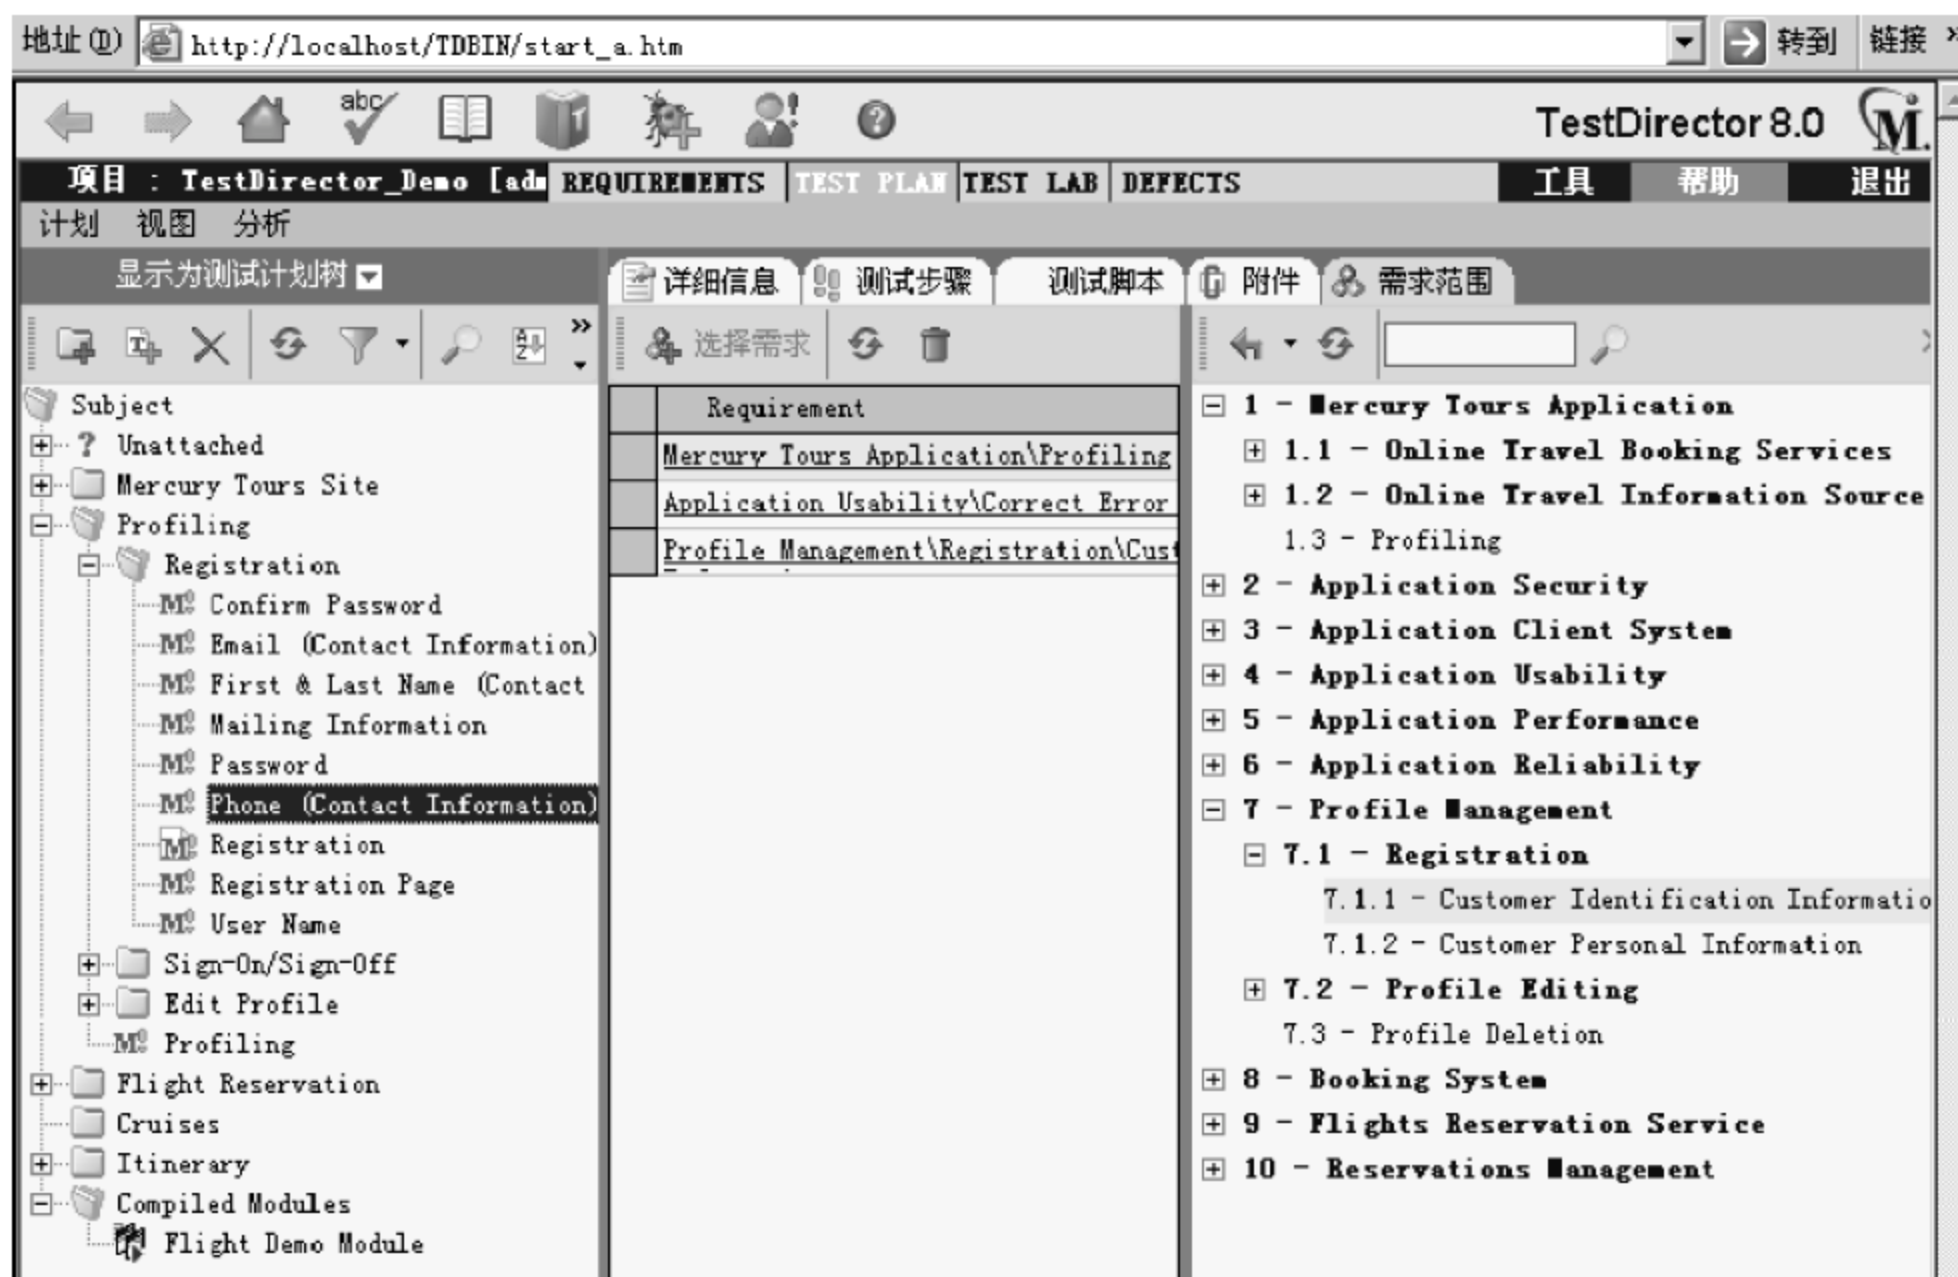 地址(D) http://localhost/TDBIN/start_a.htm 转到 链接 »
abc TestDirector 8.0
项目 : TestDirector_Demo [adm REQUIREMENTS TEST PLAN TEST LAB DEFECTS 工具 帮助 退出
计划 视图 分析
显示为测试计划树
详细信息 测试步骤 测试脚本 附件 需求范围
选择需求
Subject
Unattached
Mercury Tours Site
Profiling
Registration
Confirm Password
Email (Contact Information)
First & Last Name (Contact
Mailing Information
Password
Phone (Contact Information)
Registration
Registration Page
User Name
Sign-On/Sign-Off
Edit Profile
Profiling
Flight Reservation
Cruises
Itinerary
Compiled Modules
Flight Demo Module
Requirement
Mercury Tours Application\Profiling
Application Usability\Correct Error
Profile Management\Registration\Cust
1 - Mercury Tours Application
1.1 - Online Travel Booking Services
1.2 - Online Travel Information Source
1.3 - Profiling
2 - Application Security
3 - Application Client System
4 - Application Usability
5 - Application Performance
6 - Application Reliability
7 - Profile Management
7.1 - Registration
7.1.1 - Customer Identification Informatio
7.1.2 - Customer Personal Information
7.2 - Profile Editing
7.3 - Profile Deletion
8 - Booking System
9 - Flights Reservation Service
10 - Reservations Management